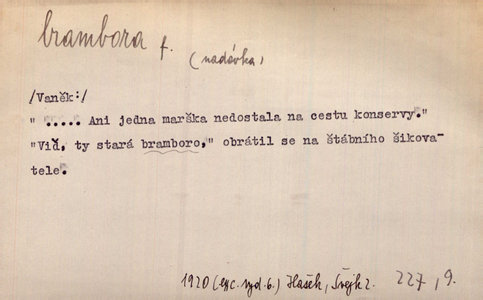 brambora f.
(nadávka)
/Vaněk:/
" ..... Ani jedna marška nedostala na cestu konservy."
"Viď, ty stará bramboro," obrátil se na štábního šikova-
tele.
1920 (exc. vyd. 6.) Hašek, Švejk 2. 227, 9.